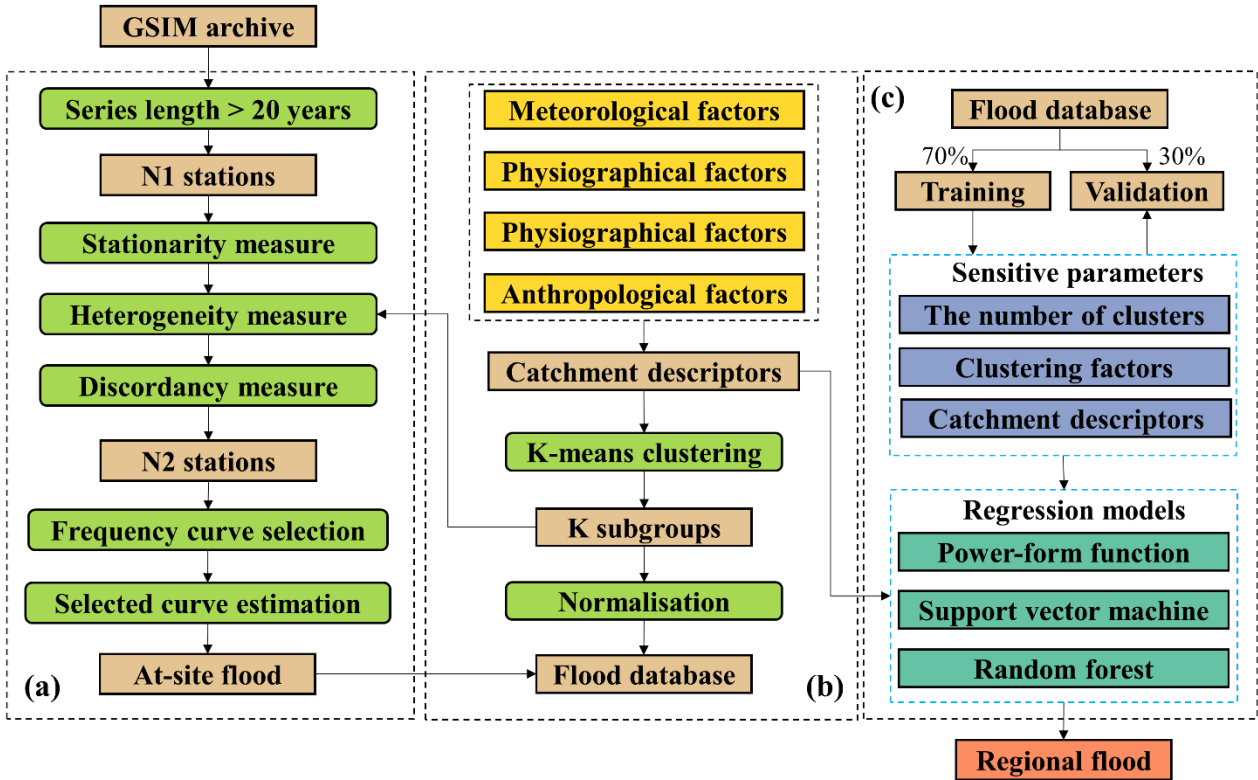 GSIM archive
Series length > 20 years
N1 stations
Stationarity measure
Heterogeneity measure
Discordancy measure
N2 stations
Frequency curve selection
Selected curve estimation
At-site flood
(a)
Meteorological factors
Physiographical factors
Physiographical factors
Anthropological factors
Catchment descriptors
K-means clustering
K subgroups
Normalisation
Flood database
(b)
(c)
Flood database
70%
30%
Training
Validation
Sensitive parameters
The number of clusters
Clustering factors
Catchment descriptors
Regression models
Power-form function
Support vector machine
Random forest
Regional flood